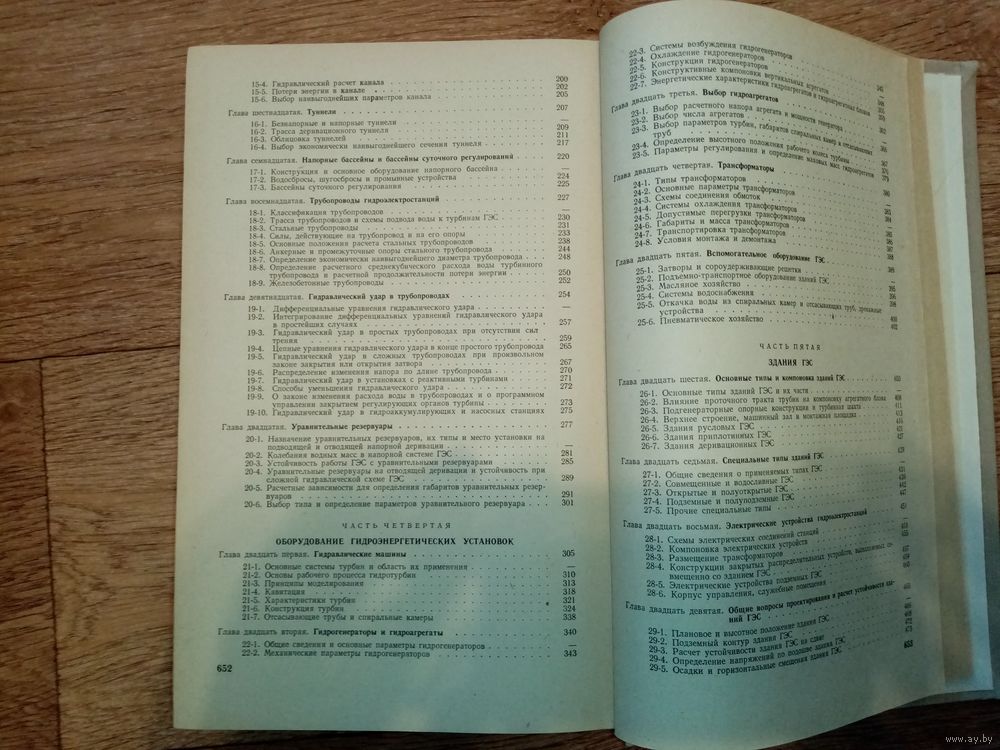 15-4. Гидравлический расчет канала 200
15-5. Потери энергии в канале 202
15-6. Выбор наивыгоднейших параметров канала 205
Глава шестнадцатая. Туннели 207
16-1. Безнапорные и напорные туннели —
16-2. Трасса деривационного туннеля 209
16-3. Облицовка туннелей 211
16-4. Выбор экономически наивыгоднейшего сечения туннеля 217
Глава семнадцатая. Напорные бассейны и бассейны суточного регулирования 220
17-1. Конструкция и основное оборудование напорного бассейна —
17-2. Водосбросы, шугосбросы и промывные устройства 224
17-3. Бассейны суточного регулирования 225
Глава восемнадцатая. Трубопроводы гидроэлектростанций 227
18-1. Классификация трубопроводов —
18-2. Трасса трубопроводов и схемы подвода воды к турбинам ГЭС 230
18-3. Стальные трубопроводы 231
18-4. Силы, действующие на трубопровод и на его опоры 233
18-5. Основные положения расчета стальных трубопроводов 238
18-6. Анкерные и промежуточные опоры стального трубопровода 244
18-7. Определение экономически наивыгоднейшего диаметра трубопровода 248
18-8. Определение расчетного среднекубического расхода воды турбинного
трубопровода и расчетной продолжительности потери энергии 250
18-9. Железобетонные трубопроводы 252
Глава девятнадцатая. Гидравлический удар в трубопроводах 254
19-1. Дифференциальные уравнения гидравлического удара —
19-2. Интегрирование дифференциальных уравнений гидравлического удара
в простейших случаях 257
19-3. Гидравлический удар в простых трубопроводах при отсутствии сил
трения 259
19-4. Цепные уравнения гидравлического удара в конце простого трубопровода 265
19-5. Гидравлический удар в сложных трубопроводах при произвольном
законе закрытия или открытия затвора 267
19-6. Распределение изменения напора по длине трубопровода 270
19-7. Гидравлический удар в установках с реактивными турбинами 271
19-8. Способы уменьшения гидравлического удара 272
19-9. О законе изменения расхода воды в трубопроводах и о программном
управлении закрытием регулирующих органов турбины 273
19-10. Гидравлический удар в гидроаккумулирующих и насосных станциях 275
Глава двадцатая. Уравнительные резервуары 277
20-1. Назначение уравнительных резервуаров, их типы и место установки на
подводящей и отводящей напорной деривации —
20-2. Колебания водных масс в напорной системе ГЭС 281
20-3. Устойчивость работы ГЭС с уравнительными резервуарами 285
20-4. Уравнительные резервуары на отводящей деривации и устойчивость при
сложной гидравлической схеме ГЭС 289
20-5. Расчетные зависимости для определения габаритов уравнительных резер-
вуаров 291
20-6. Выбор типа и определение параметров уравнительного резервуара 301
ЧАСТЬ ЧЕТВЕРТАЯ
ОБОРУДОВАНИЕ ГИДРОЭНЕРГЕТИЧЕСКИХ УСТАНОВОК
Глава двадцать первая. Гидравлические машины 305
21-1. Основные системы турбин и область их применения —
21-2. Основы рабочего процесса гидротурбин 310
21-3. Принципы моделирования 313
21-4. Кавитация 318
21-5. Характеристики турбин 321
21-6. Конструкция турбин 324
21-7. Отсасывающие трубы и спиральные камеры 338
Глава двадцать вторая. Гидрогенераторы и гидроагрегаты 340
22-1. Общие сведения и основные параметры гидрогенераторов —
22-2. Механические параметры гидрогенераторов 343
652
22-3. Системы возбуждения гидрогенераторов
22-4. Охлаждение гидрогенераторов
22-5. Конструкции гидрогенераторов
22-6. Конструктивные компоновки вертикальных агрегатов
22-7. Энергетические характеристики гидроагрегатов и гидроагрегатных блоков
Глава двадцать третья. Выбор гидроагрегатов
23-1. Выбор расчетного напора агрегата и мощности генератора
23-2. Выбор числа агрегатов
23-3. Выбор параметров турбин, габаритов спиральных камер и отсасывающих
труб
23-4. Определение высотного положения рабочего колеса турбины
23-5. Параметры регулирования и определение маховых масс гидроагрегатов
Глава двадцать четвертая. Трансформаторы
24-1. Типы трансформаторов
24-2. Основные параметры трансформаторов
24-3. Схемы соединения обмоток
24-4. Системы охлаждения трансформаторов
24-5. Допустимые перегрузки трансформаторов
24-6. Габариты и масса трансформаторов
24-7. Транспортировка трансформаторов
24-8. Условия монтажа и демонтажа
Глава двадцать пятая. Вспомогательное оборудование ГЭС
25-1. Затворы и сороудерживающие решетки
25-2. Подъемно-транспортное оборудование зданий ГЭС
25-3. Масляное хозяйство
25-4. Системы водоснабжения
25-5. Откачка воды из спиральных камер и отсасывающих труб, дренажные
устройства 400
25-6. Пневматическое хозяйство 402
ЧАСТЬ ПЯТАЯ
ЗДАНИЯ ГЭС
Глава двадцать шестая. Основные типы и компоновка зданий ГЭС
26-1. Основные типы зданий ГЭС и их части
26-2. Влияние проточного тракта турбин на компоновку агрегатного блока
26-3. Подгенераторные опорные конструкции и турбинная шахта
26-4. Верхнее строение, машинный зал и монтажная площадка
26-5. Здания русловых ГЭС
26-6. Здания приплотинных ГЭС
26-7. Здания деривационных ГЭС
Глава двадцать седьмая. Специальные типы зданий ГЭС
27-1. Общие сведения о применяемых типах ГЭС
27-2. Совмещенные и водосливные ГЭС
27-3. Открытые и полуоткрытые ГЭС
27-4. Подземные и полуподземные ГЭС
27-5. Прочие специальные типы
Глава двадцать восьмая. Электрические устройства гидроэлектростанций
28-1. Схемы электрических соединений станций
28-2. Компоновка электрических устройств
28-3. Размещение трансформаторов
28-4. Конструкции закрытых распределительных устройств, выполняемых со-
вмещенно со зданием ГЭС
28-5. Электрические устройства подземных ГЭС
28-6. Корпус управления, служебные помещения
Глава двадцать девятая. Общие вопросы проектирования и расчет устойчивости зда-
ний ГЭС
29-1. Плановое и высотное положение здания ГЭС
29-2. Подземный контур здания ГЭС
29-3. Расчет устойчивости здания ГЭС на сдвиг
29-4. Определение напряжений по подошве здания ГЭС
29-5. Осадки и горизонтальные смещения здания ГЭС
653
www.ay.by